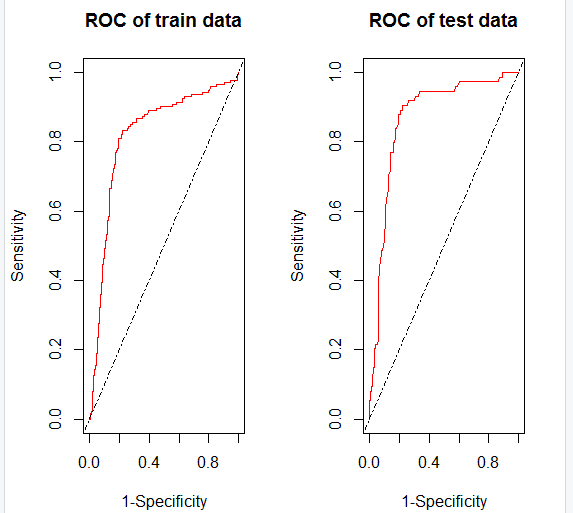 ROC of train data
ROC of test data
Sensitivity
1.0
0.8
0.6
0.4
0.2
0.0
0.0 0.4 0.8
1-Specificity
Sensitivity
1.0
0.8
0.6
0.4
0.2
0.0
0.0 0.4 0.8
1-Specificity